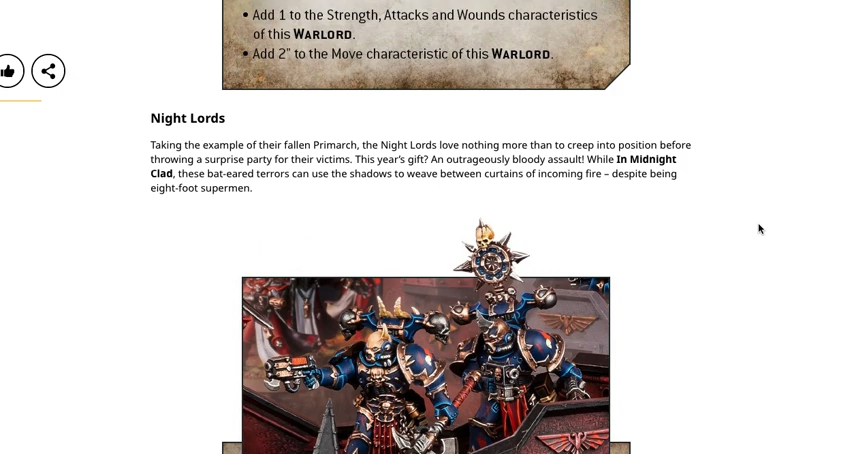 • Add 1 to the Strength, Attacks and Wounds characteristics
of this WARLORD.
• Add 2" to the Move characteristic of this WARLORD.
Night Lords
Taking the example of their fallen Primarch, the Night Lords love nothing more than to creep into position before
throwing a surprise party for their victims. This year’s gift? An outrageously bloody assault! While In Midnight
Clad, these bat-eared terrors can use the shadows to weave between curtains of incoming fire – despite being
eight-foot supermen.